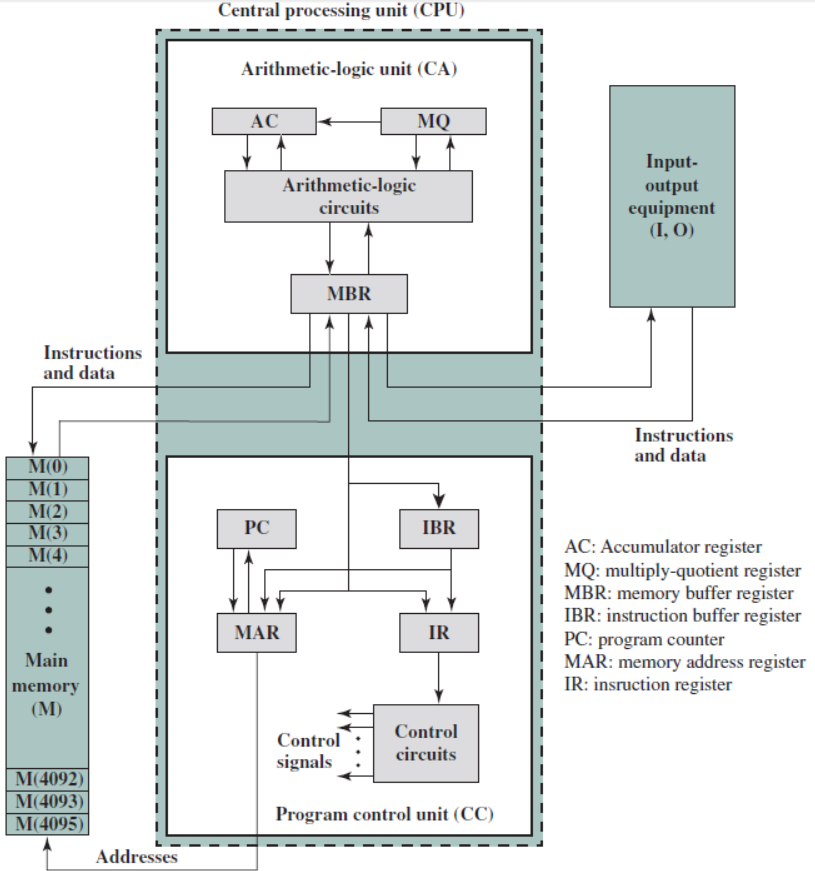 Central processing unit (CPU)
Arithmetic-logic unit (CA)
AC
MQ
Arithmetic-logic
circuits
MBR
Input-
output
equipment
(I, O)
Instructions
and data
Instructions
and data
M(0)
M(1)
M(2)
M(3)
M(4)
Main
memory
(M)
M(4092)
M(4093)
M(4095)
PC
IBR
MAR
IR
Control
signals
Control
circuits
Program control unit (CC)
Addresses
AC: Accumulator register
MQ: multiply-quotient register
MBR: memory buffer register
IBR: instruction buffer register
PC: program counter
MAR: memory address register
IR: insruction register